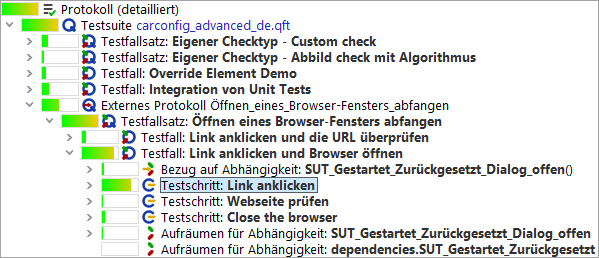 Protokoll (detailliert)
Testsuite carconfig_advanced_de.qft
Testfallsatz: Eigener Checktyp - Custom check
Testfallsatz: Eigener Checktyp - Abbild check mit Algorithmus
Testfall: Override Element Demo
Testfall: Integration von Unit Tests
Externes Protokoll Öffnen_eines_Browser-Fensters_abfangen
Testfallsatz: Öffnen eines Browser-Fensters abfangen
Testfall: Link anklicken und die URL überprüfen
Testfall: Link anklicken und Browser öffnen
Bezug auf Abhängigkeit: SUT_Gestartet_Zurückgesetzt_Dialog_offen()
Testschritt: Link anklicken
Testschritt: Webseite prüfen
Testschritt: Close the browser
Aufräumen für Abhängigkeit: SUT_Gestartet_Zurückgesetzt_Dialog_offen
Aufräumen für Abhängigkeit: dependencies.SUT_Gestartet_Zurückgesetzt